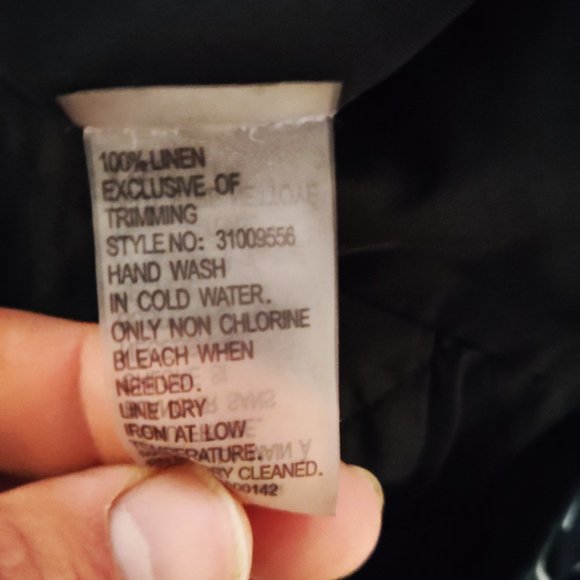 100% LINEN
EXCLUSIVE OF
TRIMMING
STYLE NO: 31009556
HAND WASH
IN COLD WATER.
ONLY NON CHLORINE
BLEACH WHEN
NEEDED.
LINE DRY
IRON AT LOW
TEMPERATURE.
DRY CLEANED.